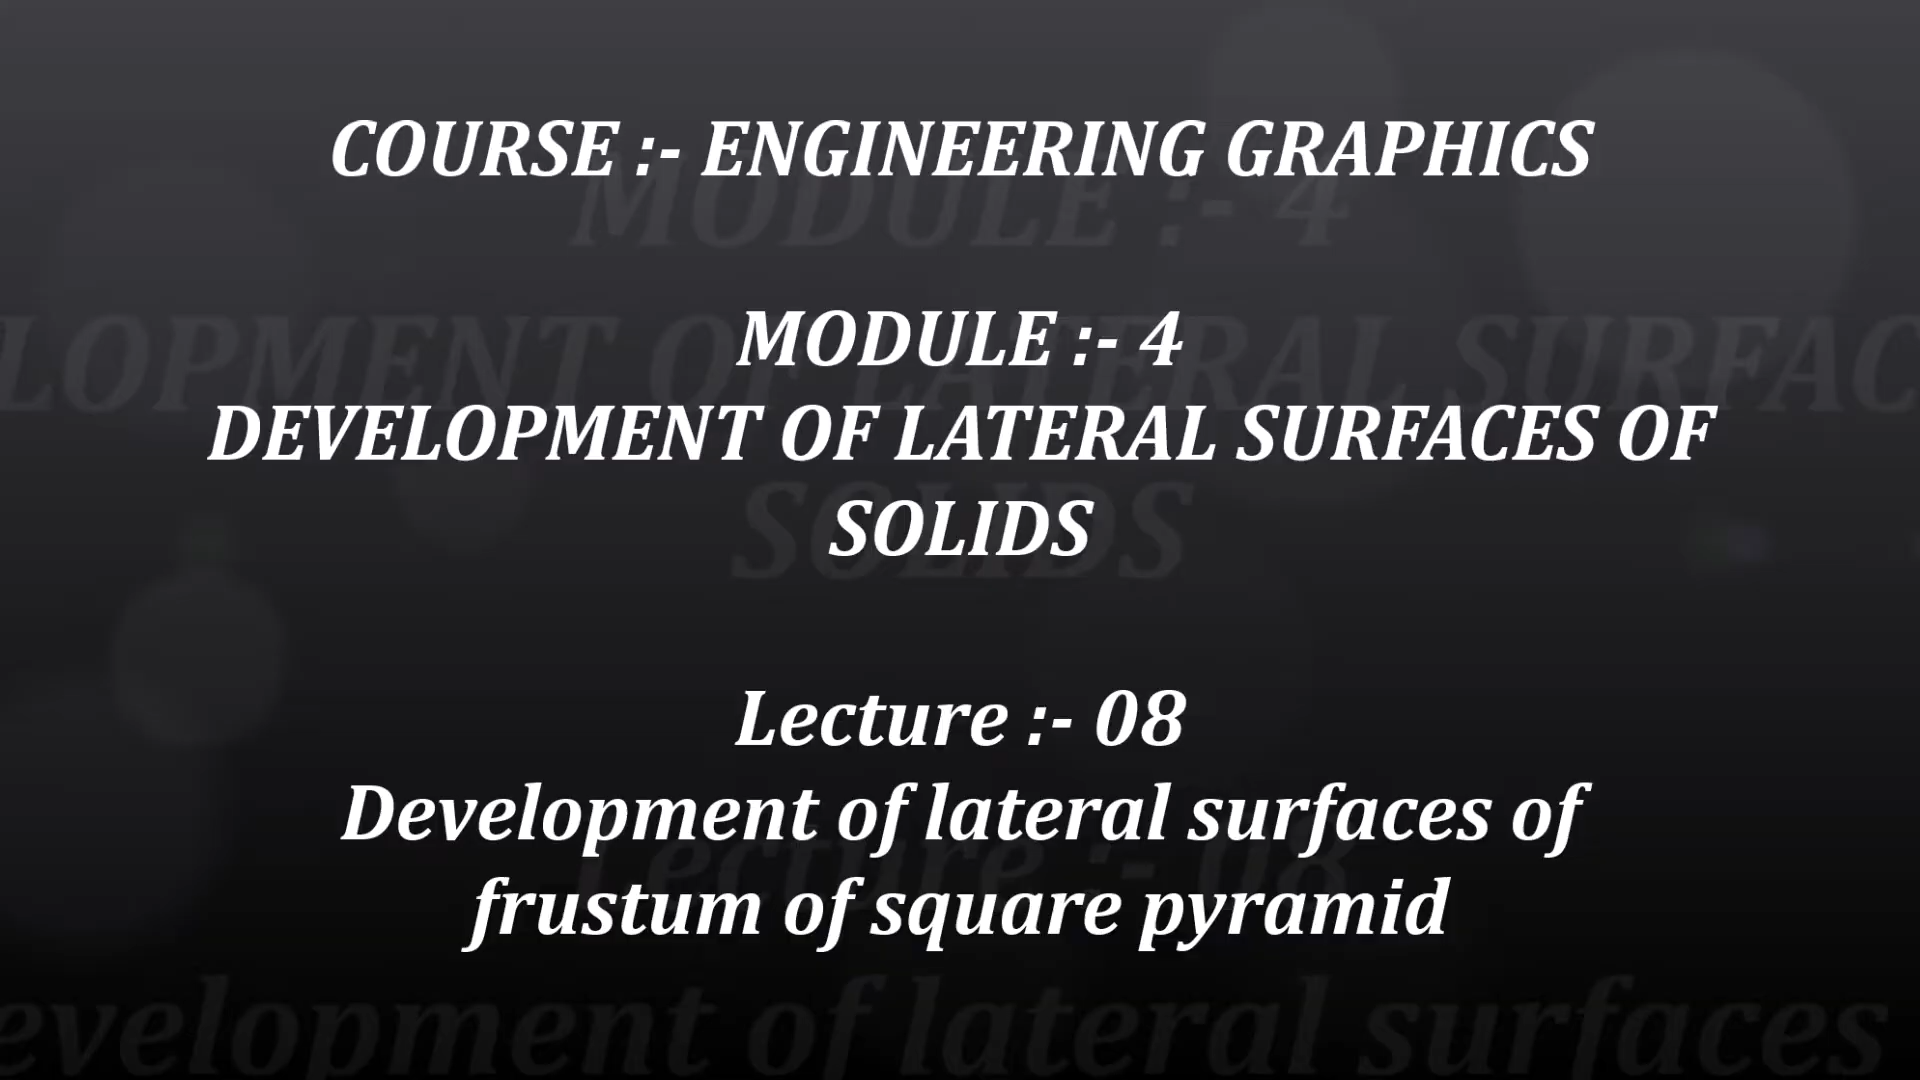 COURSE :- ENGINEERING GRAPHICS
MODULE :- 4
DEVELOPMENT OF LATERAL SURFACES OF
SOLIDS
Lecture :- 08
Development of lateral surfaces of
frustum of square pyramid